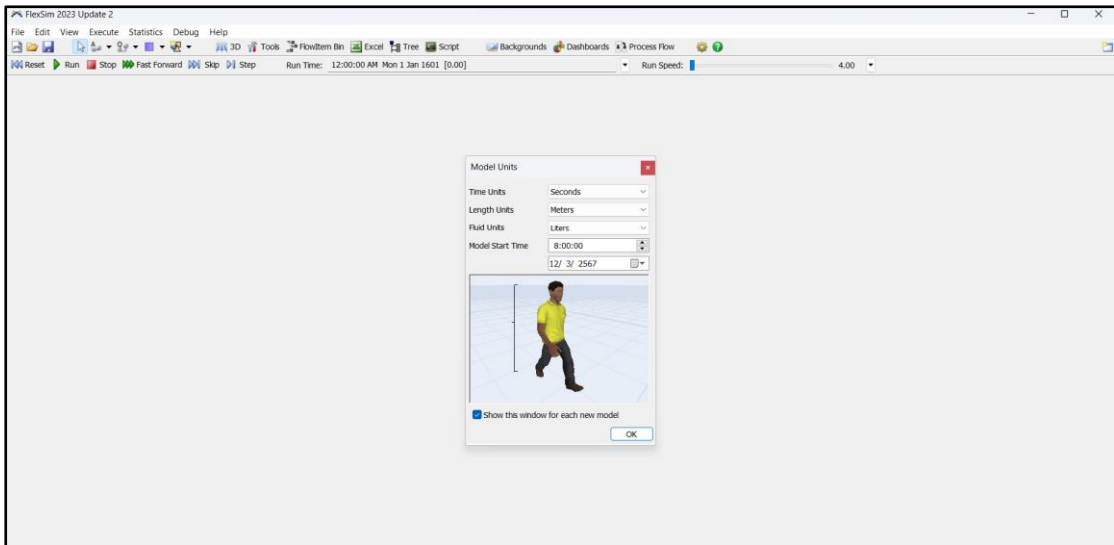 FlexSim 2023 Update 2
File Edit View Execute Statistics Debug Help
3D Tools FlowItem Bin Excel Tree Script Backgrounds Dashboards Process Flow
Reset Run Stop Fast Forward Skip Step Run Time: 12:00:00 AM Mon 1 Jan 1601 [0.00] Run Speed: 4.00
Model Units
Time Units Seconds
Length Units Meters
Fluid Units Liters
Model Start Time 8:00:00
12/ 3/ 2567
Show this window for each new model
OK